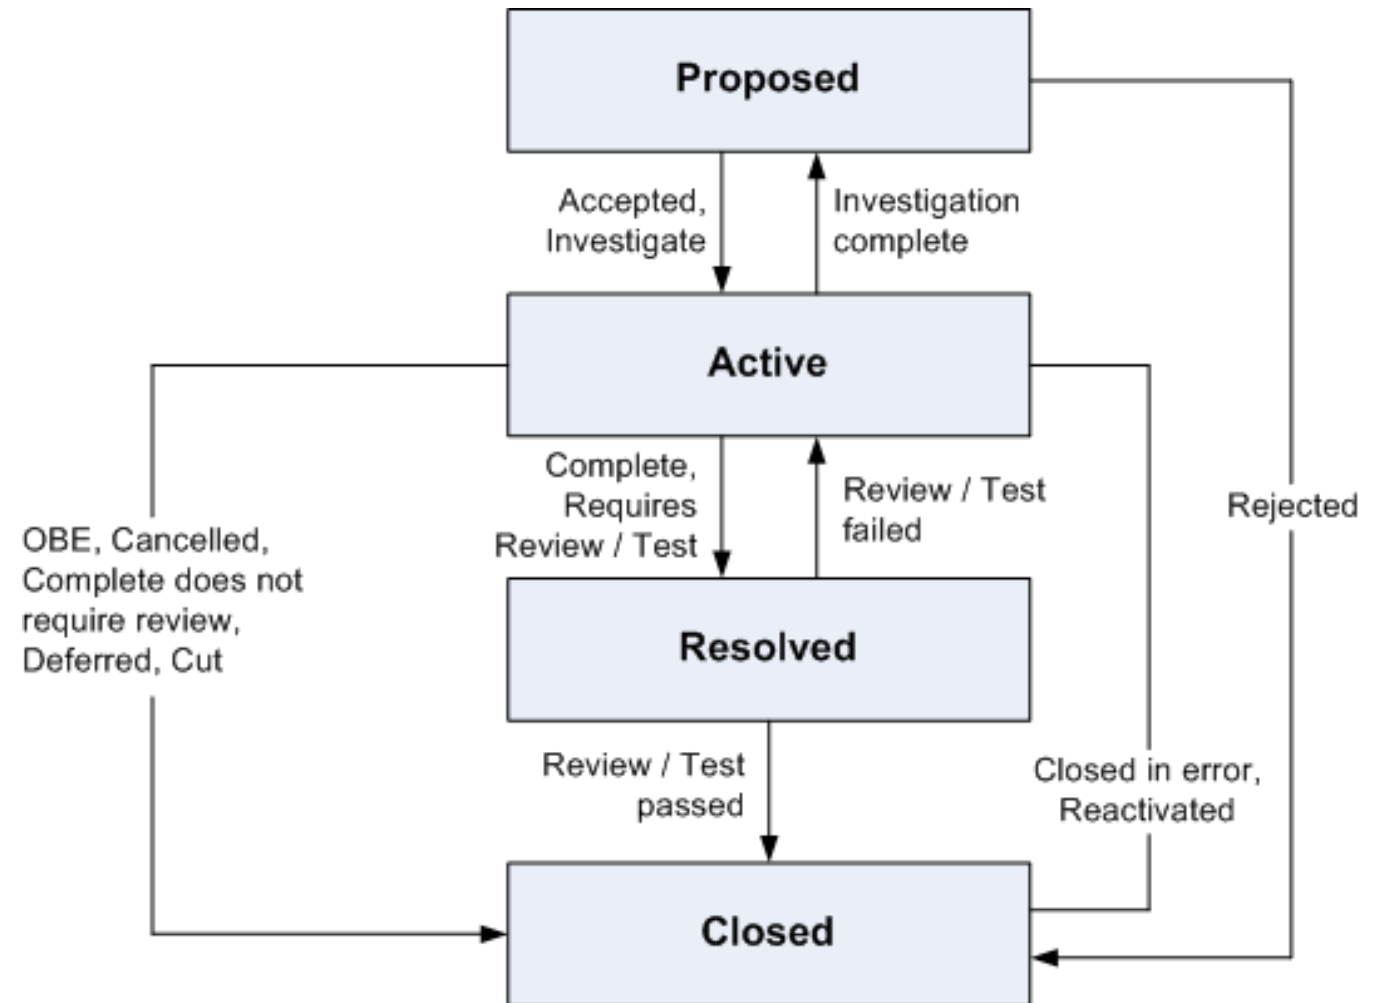 Proposed
Accepted,
Investigate
Investigation
complete
Active
Complete,
Requires
Review / Test
Review / Test
failed
Rejected
OBE, Cancelled,
Complete does not
require review,
Deferred, Cut
Resolved
Review / Test
passed
Closed in error,
Reactivated
Closed